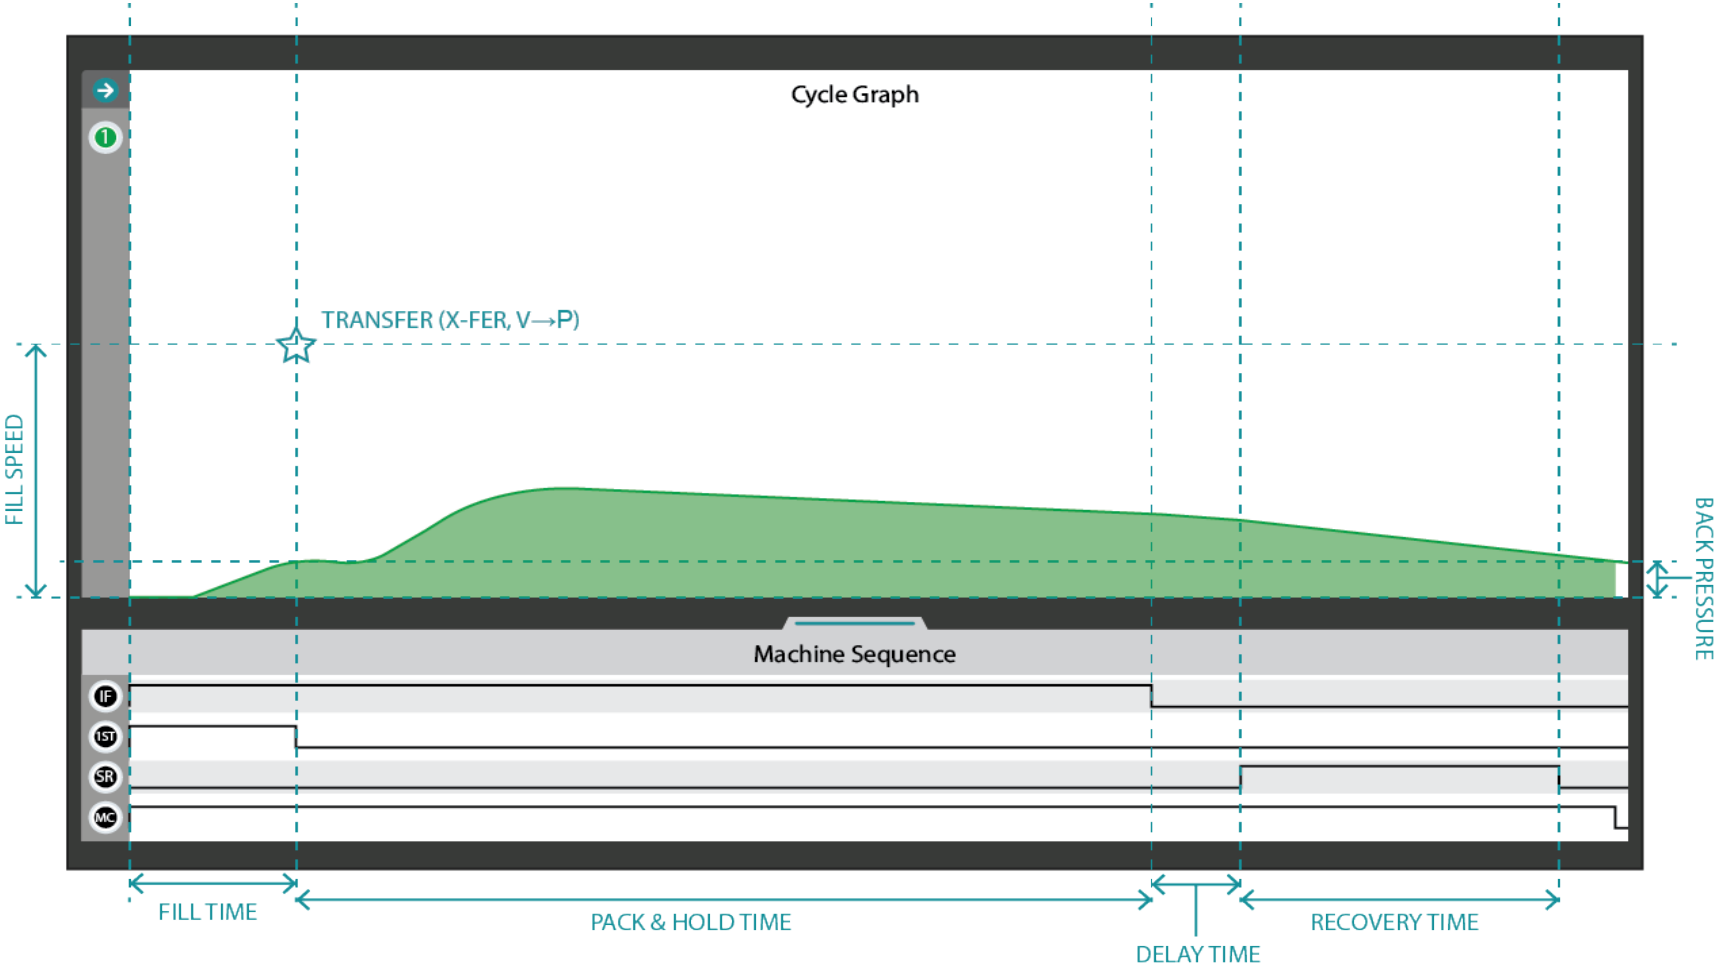 Cycle Graph
1
TRANSFER (X-FER, V→P)
FILL SPEED
BACK PRESSURE
Machine Sequence
IF
1ST
SR
MC
FILL TIME
PACK & HOLD TIME
RECOVERY TIME
DELAY TIME